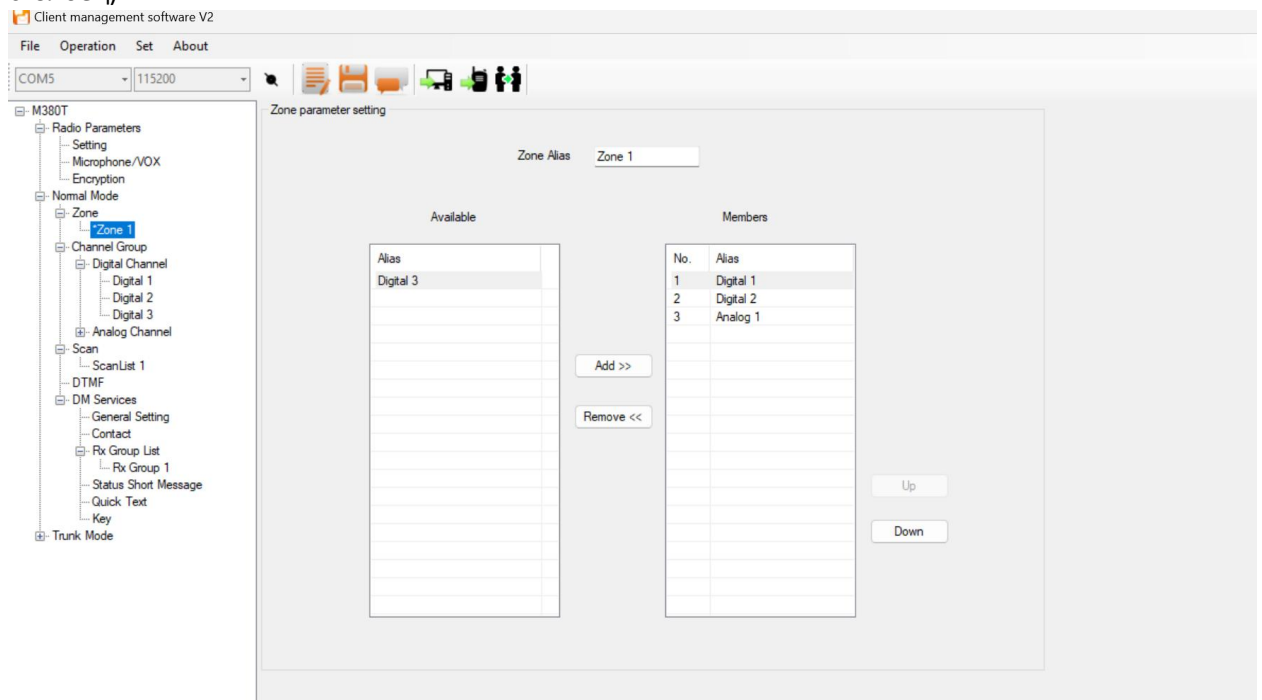 Client management software V2
File Operation Set About
COM5 115200
M380T
Radio Parameters
Setting
Microphone/VOX
Encryption
Normal Mode
Zone
*Zone 1
Channel Group
Digital Channel
Digital 1
Digital 2
Digital 3
Analog Channel
Scan
ScanList 1
DTMF
DM Services
General Setting
Contact
Rx Group List
Rx Group 1
Status Short Message
Quick Text
Key
Trunk Mode
Zone parameter setting
Zone Alias Zone 1
Available
Alias
Digital 3
Add >>
Remove <<
Members
No. Alias
1 Digital 1
2 Digital 2
3 Analog 1
Up
Down